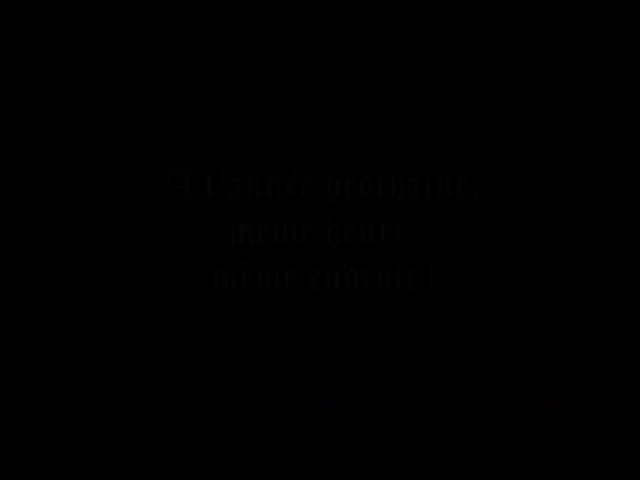 A l'année prochaine,
même heure,
même endroit !